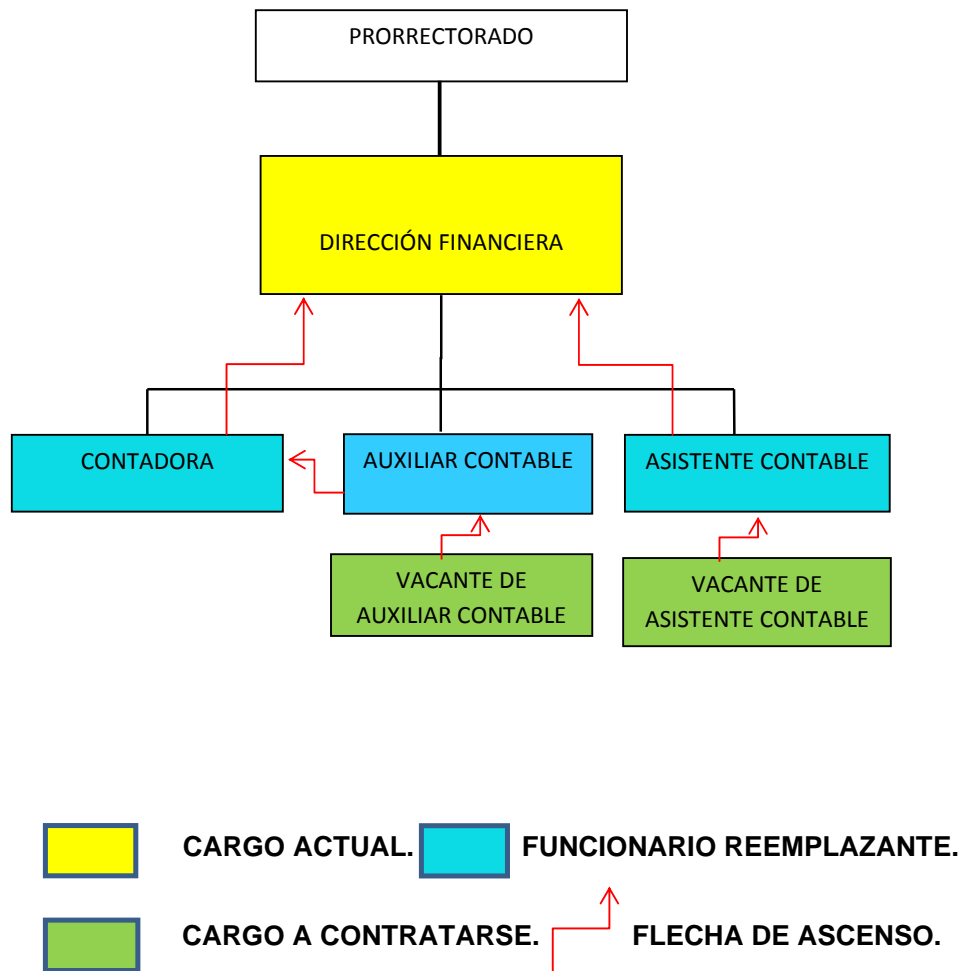 PRORRECTORADO
DIRECCIÓN FINANCIERA
CONTADORA
AUXILIAR CONTABLE
ASISTENTE CONTABLE
VACANTE DE
AUXILIAR CONTABLE
VACANTE DE
ASISTENTE CONTABLE
CARGO ACTUAL.
FUNCIONARIO REEMPLAZANTE.
CARGO A CONTRATARSE.
FLECHA DE ASCENSO.